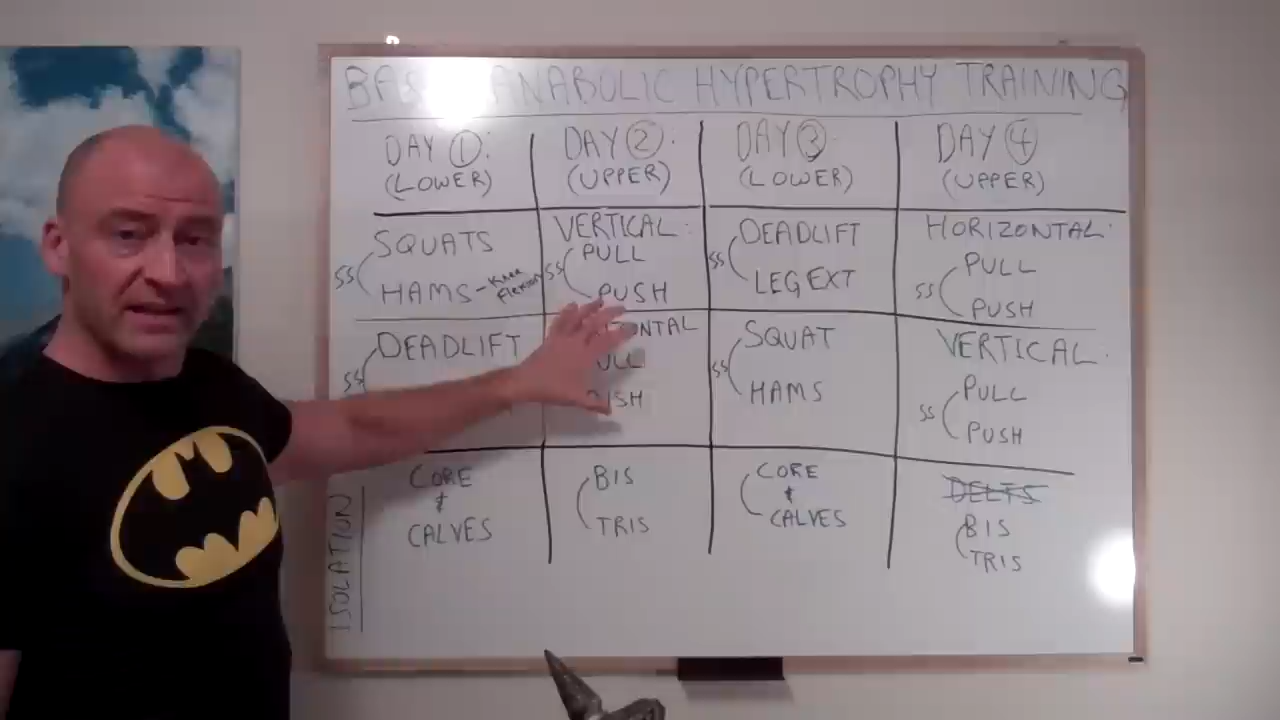 ANABOLIC HYPERTROPHY TRAINING
DAY 1:
(LOWER)
SQUATS
SS
HAMS - Knee Flexion
DEADLIFT
SS
CORE
&
CALVES
DAY 2:
(UPPER)
VERTICAL:
PULL
SS
PUSH
BIS
TRIS
DAY 3:
(LOWER)
DEADLIFT
SS
LEG EXT
SQUAT
SS
HAMS
CORE
&
CALVES
DAY 4
(UPPER)
HORIZONTAL:
PULL
SS
PUSH
VERTICAL:
PULL
SS
PUSH
DELTS
BIS
TRIS
ISOLATION